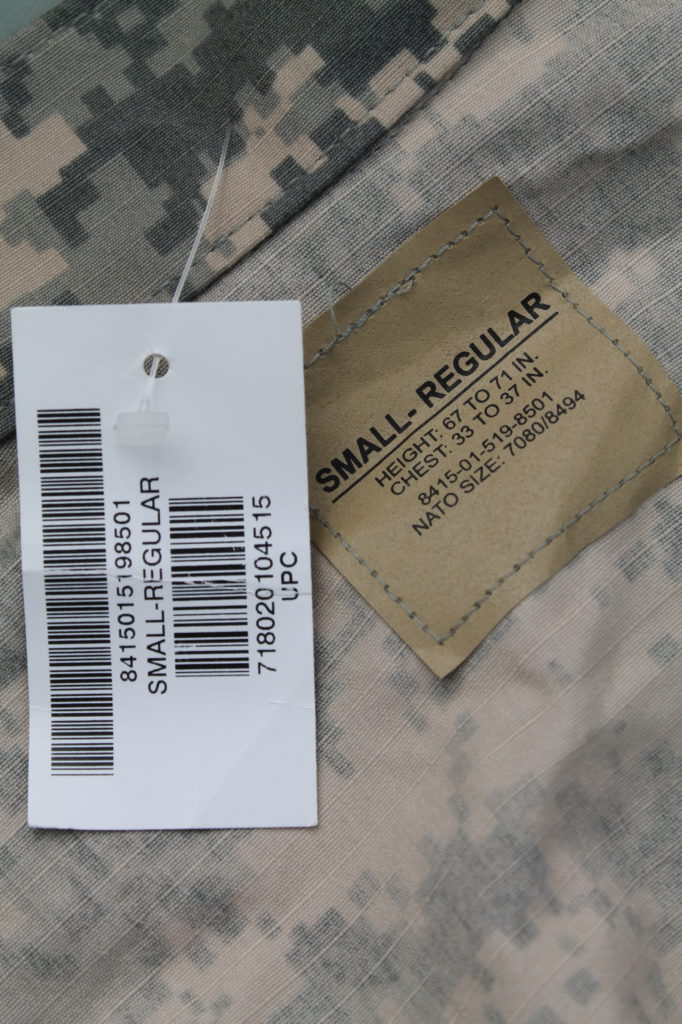 8415015198501
SMALL-REGULAR
718020104515
UPC
SMALL- REGULAR
HEIGHT: 67 TO 71 IN.
CHEST: 33 TO 37 IN.
8415-01-519-8501
NATO SIZE: 7080/8494